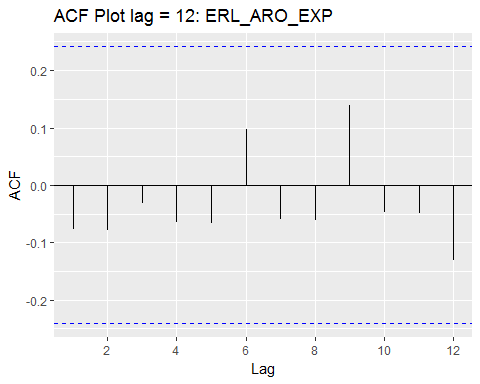 ACF Plot lag = 12: ERL_ARO_EXP
ACF
0.2
0.1
0.0
-0.1
-0.2
2 4 6 8 10 12
Lag